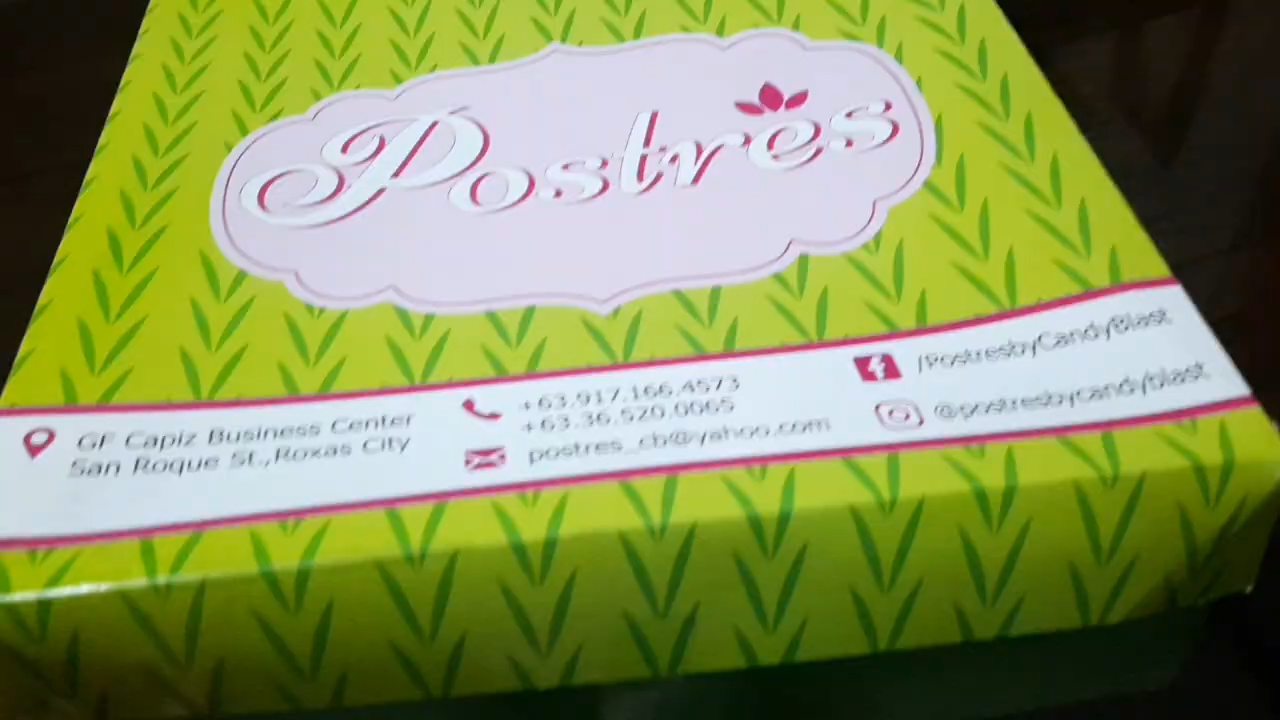 Postres
GF Capiz Business Center
San Roque St.,Roxas City
+63.917.166.4573
+63.36.520.0065
postres_cb@yahoo.com
/PostresbyCandyBlast
@postresbycandyblast